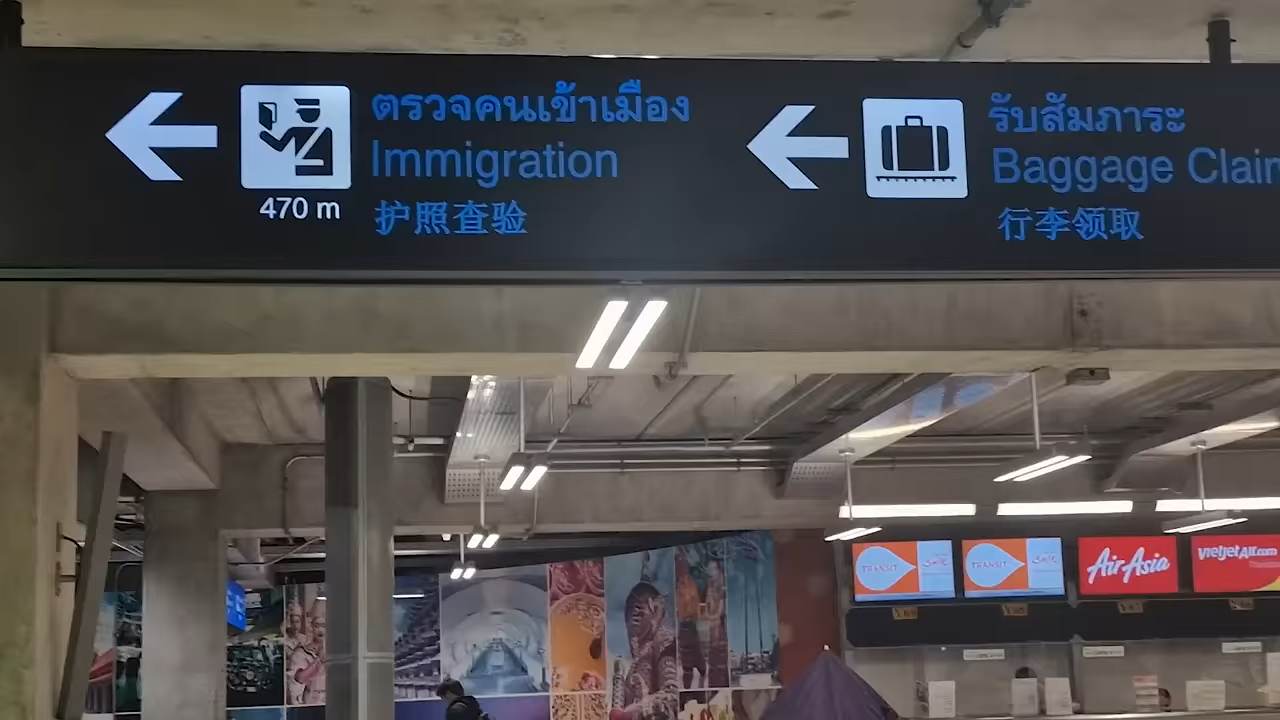 ตรวจคนเข้าเมือง
Immigration
470 m
护照查验
รับสัมภาระ
Baggage Claim
行李领取
TRANSIT
TRANSIT
AirAsia
vietjetAir.com